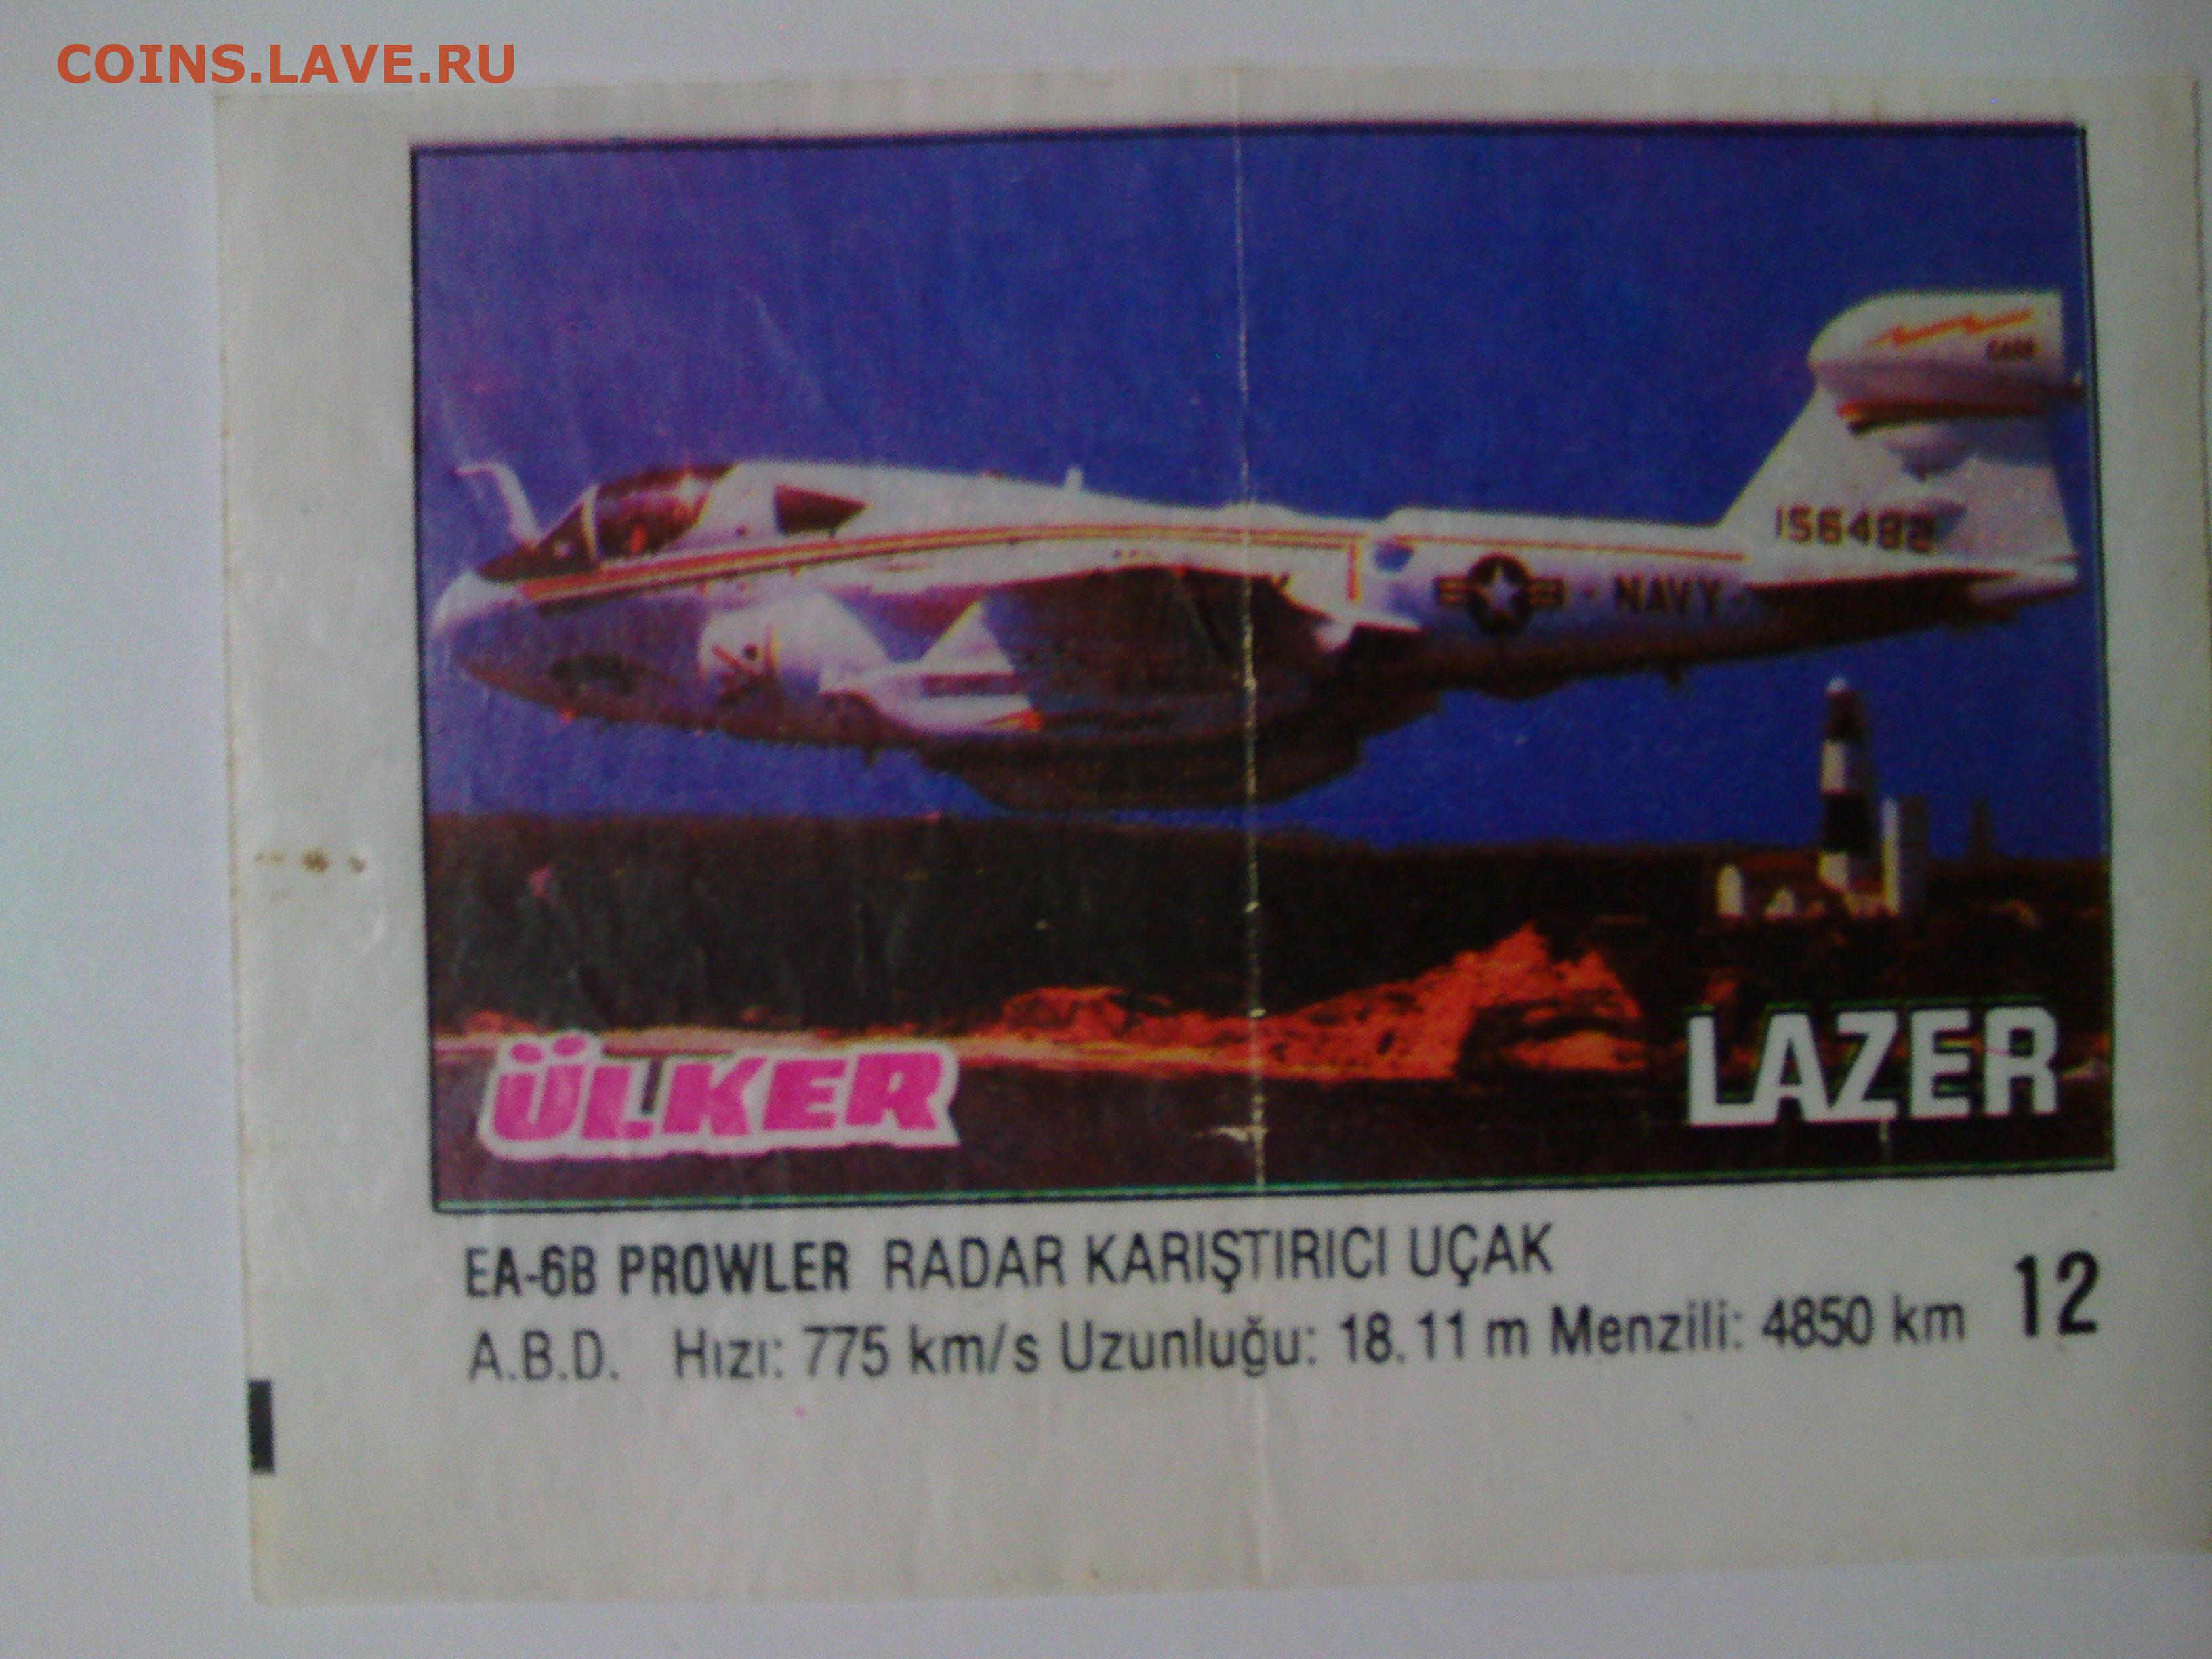 COINS.LAVE.RU
156482
NAVY
ÜLKER
LAZER
EA-6B PROWLER RADAR KARIŞTIRICI UÇAK
A.B.D. Hızı: 775 km/s Uzunluğu: 18.11 m Menzili: 4850 km 12